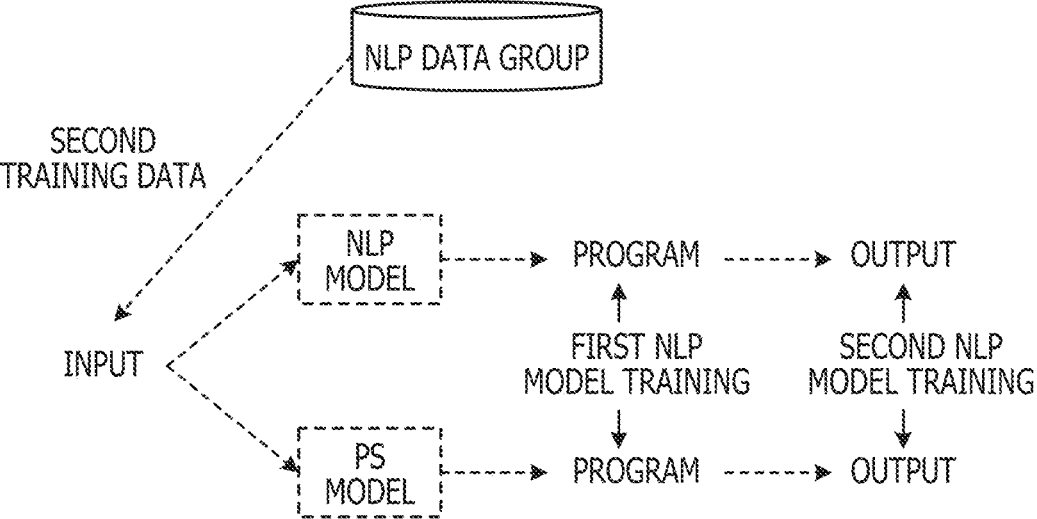 NLP DATA GROUP
SECOND
TRAINING DATA
INPUT
NLP
MODEL
PROGRAM
OUTPUT
FIRST NLP
MODEL TRAINING
SECOND NLP
MODEL TRAINING
PS
MODEL
PROGRAM
OUTPUT